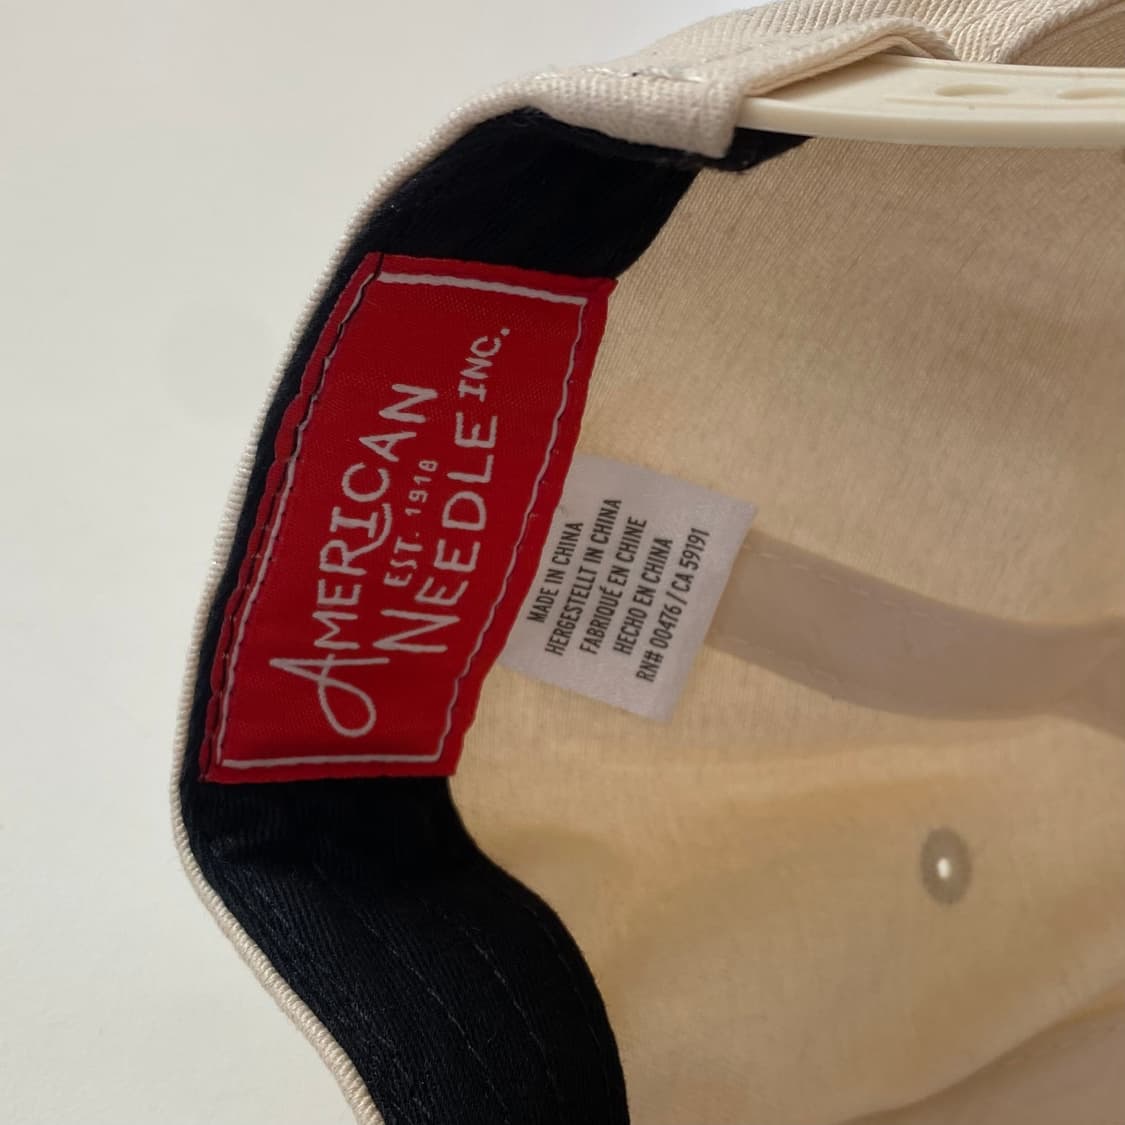 AMERICAN
EST. 1918
NEEDLE INC.
MADE IN CHINA
HERGESTELLT IN CHINA
FABRIQUÉ EN CHINE
HECHO EN CHINA
RN# 00476 / CA 59191